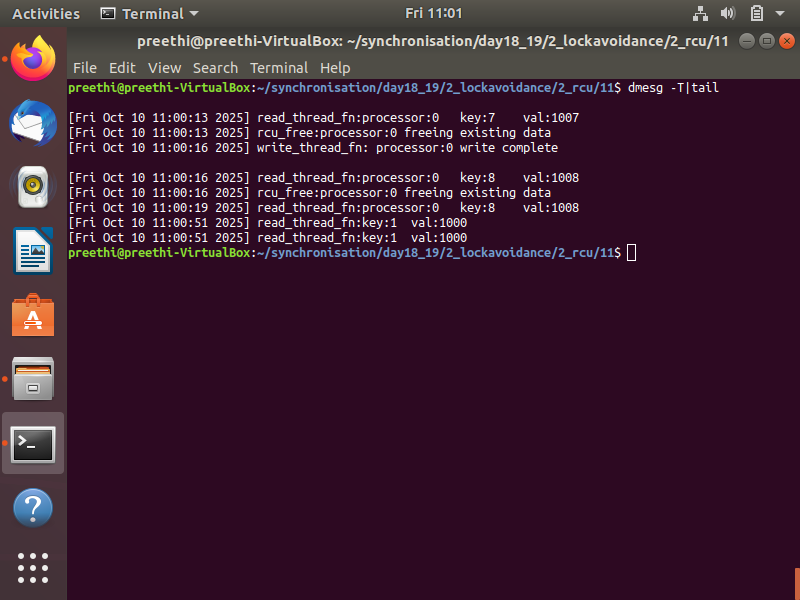 Activities Terminal Fri 11:01
preethi@preethi-VirtualBox: ~/synchronisation/day18_19/2_lockavoidance/2_rcu/11
File Edit View Search Terminal Help
preethi@preethi-VirtualBox:~/synchronisation/day18_19/2_lockavoidance/2_rcu/11$ dmesg -T|tail
[Fri Oct 10 11:00:13 2025] read_thread_fn:processor:0 key:7 val:1007
[Fri Oct 10 11:00:13 2025] rcu_free:processor:0 freeing existing data
[Fri Oct 10 11:00:16 2025] write_thread_fn: processor:0 write complete
[Fri Oct 10 11:00:16 2025] read_thread_fn:processor:0 key:8 val:1008
[Fri Oct 10 11:00:16 2025] rcu_free:processor:0 freeing existing data
[Fri Oct 10 11:00:19 2025] read_thread_fn:processor:0 key:8 val:1008
[Fri Oct 10 11:00:51 2025] read_thread_fn:key:1 val:1000
[Fri Oct 10 11:00:51 2025] read_thread_fn:key:1 val:1000
preethi@preethi-VirtualBox:~/synchronisation/day18_19/2_lockavoidance/2_rcu/11$